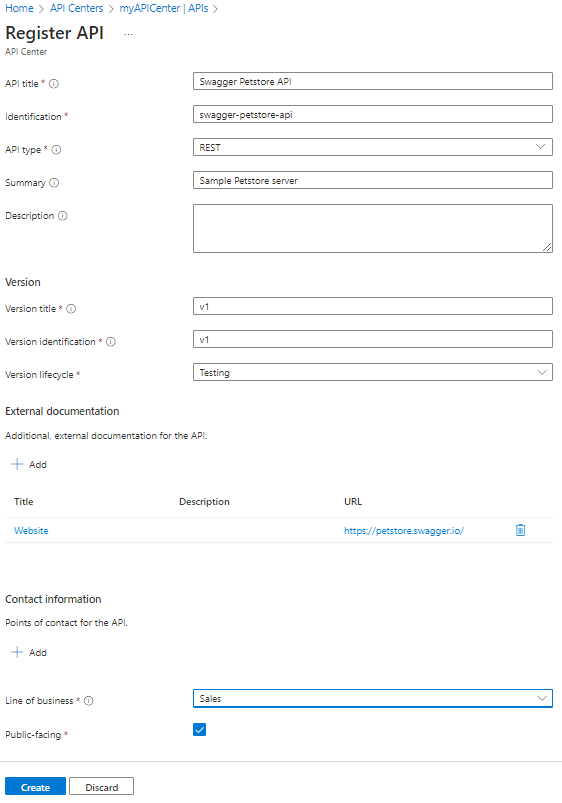 Home > API Centers > myAPICenter | APIs >
Register API ...
API Center
API title * Swagger Petstore API
Identification * swagger-petstore-api
API type * REST
Summary Sample Petstore server
Description
Version
Version title * v1
Version identification * v1
Version lifecycle * Testing
External documentation
Additional, external documentation for the API.
+ Add
Title Description URL
Website https://petstore.swagger.io/
Contact information
Points of contact for the API.
+ Add
Line of business * Sales
Public-facing *
Create Discard